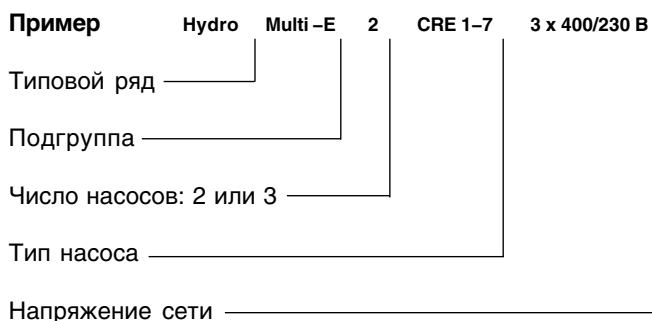 Пример Hydro Multi –E 2 CRE 1–7 3 x 400/230 В
Типовой ряд
Подгруппа
Число насосов: 2 или 3
Тип насоса
Напряжение сети